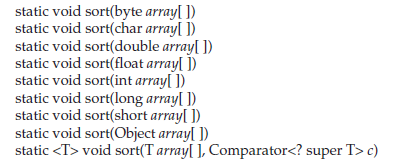 static void sort(byte array[ ])
static void sort(char array[ ])
static void sort(double array[ ])
static void sort(float array[ ])
static void sort(int array[ ])
static void sort(long array[ ])
static void sort(short array[ ])
static void sort(Object array[ ])
static <T> void sort(T array[ ], Comparator<? super T> c)